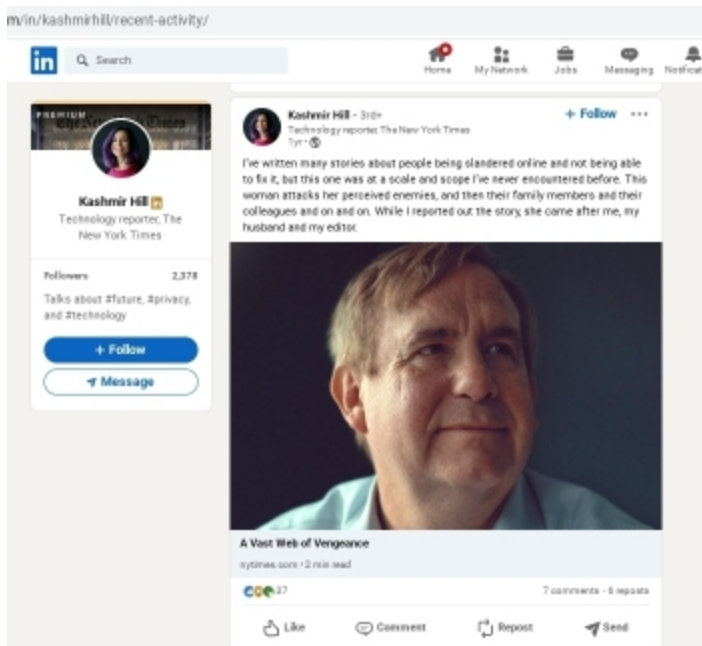 m/in/kashmirhill/recent-activity/
in
Search
Home
My Network
Jobs
Messaging
Notificat
PREMIUM
The New York Times
Kashmir Hill
Technology reporter, The
New York Times
Followers 2,378
Talks about #future, #privacy,
and #technology
+ Follow
Message
Kashmir Hill • 3rd+
+ Follow
Technology reporter, The New York Times
1yr •
I've written many stories about people being slandered online and not being able
to fix it, but this one was at a scale and scope I've never encountered before. This
woman attacks her perceived enemies, and then their family members and their
colleagues and on and on. While I reported out the story, she came after me, my
husband and my editor.
A Vast Web of Vengeance
nytimes.com • 2 min read
37
7 comments • 6 reposts
Like
Comment
Repost
Send